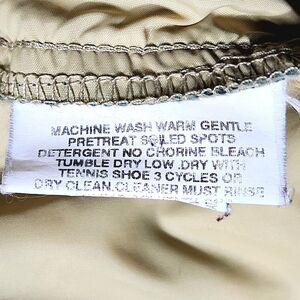 MACHINE WASH WARM GENTLE
PRETREAT SOILED SPOTS
DETERGENT NO CHORINE BLEACH
TUMBLE DRY LOW .DRY WITH
TENNIS SHOE 3 CYCLES OR
DRY CLEAN.CLEANER MUST RINSE